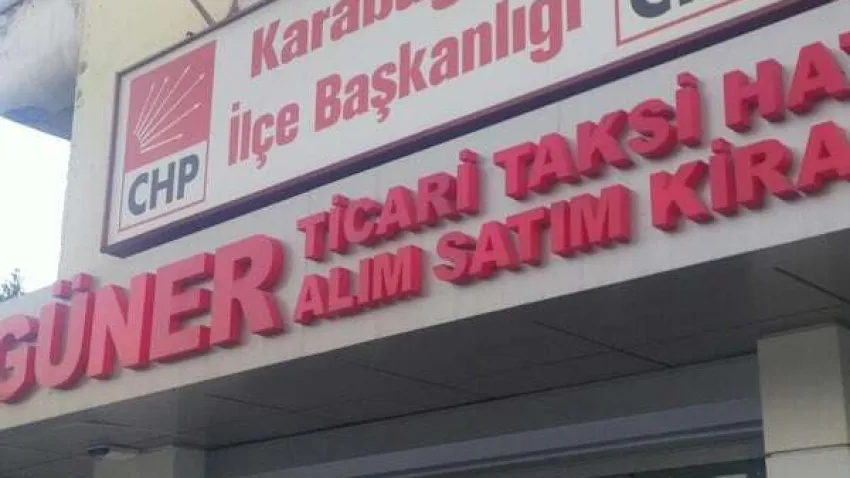 İlçe Başkanlığı
CHP
GÜNER
TİCARİ TAKSİ
ALIM SATIM